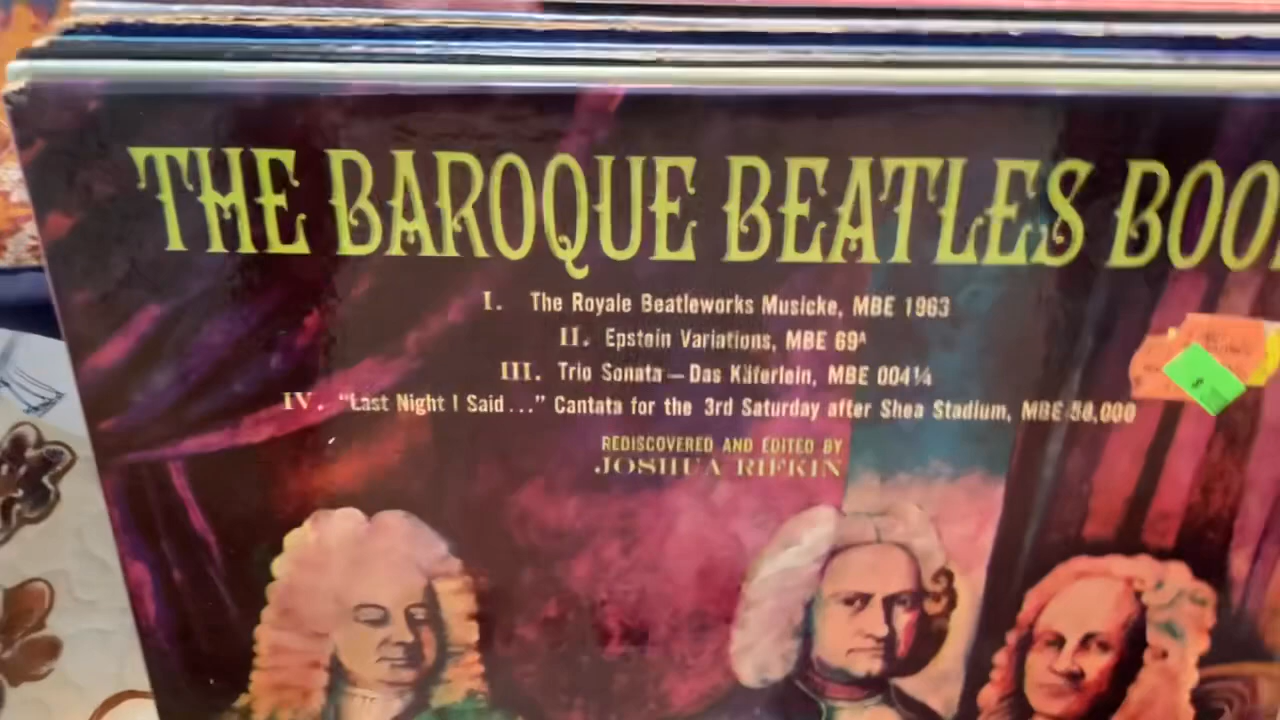 THE BAROQUE BEATLES BOO
I. The Royale Beatleworks Musicke, MBE 1963
II. Epstein Variations, MBE 69A
III. Trio Sonata—Das Käferlein, MBE 004¼
IV. "Last Night I Said..." Cantata for the 3rd Saturday after Shea Stadium, MBE 58,000
REDISCOVERED AND EDITED BY
JOSHUA RIFKIN
$